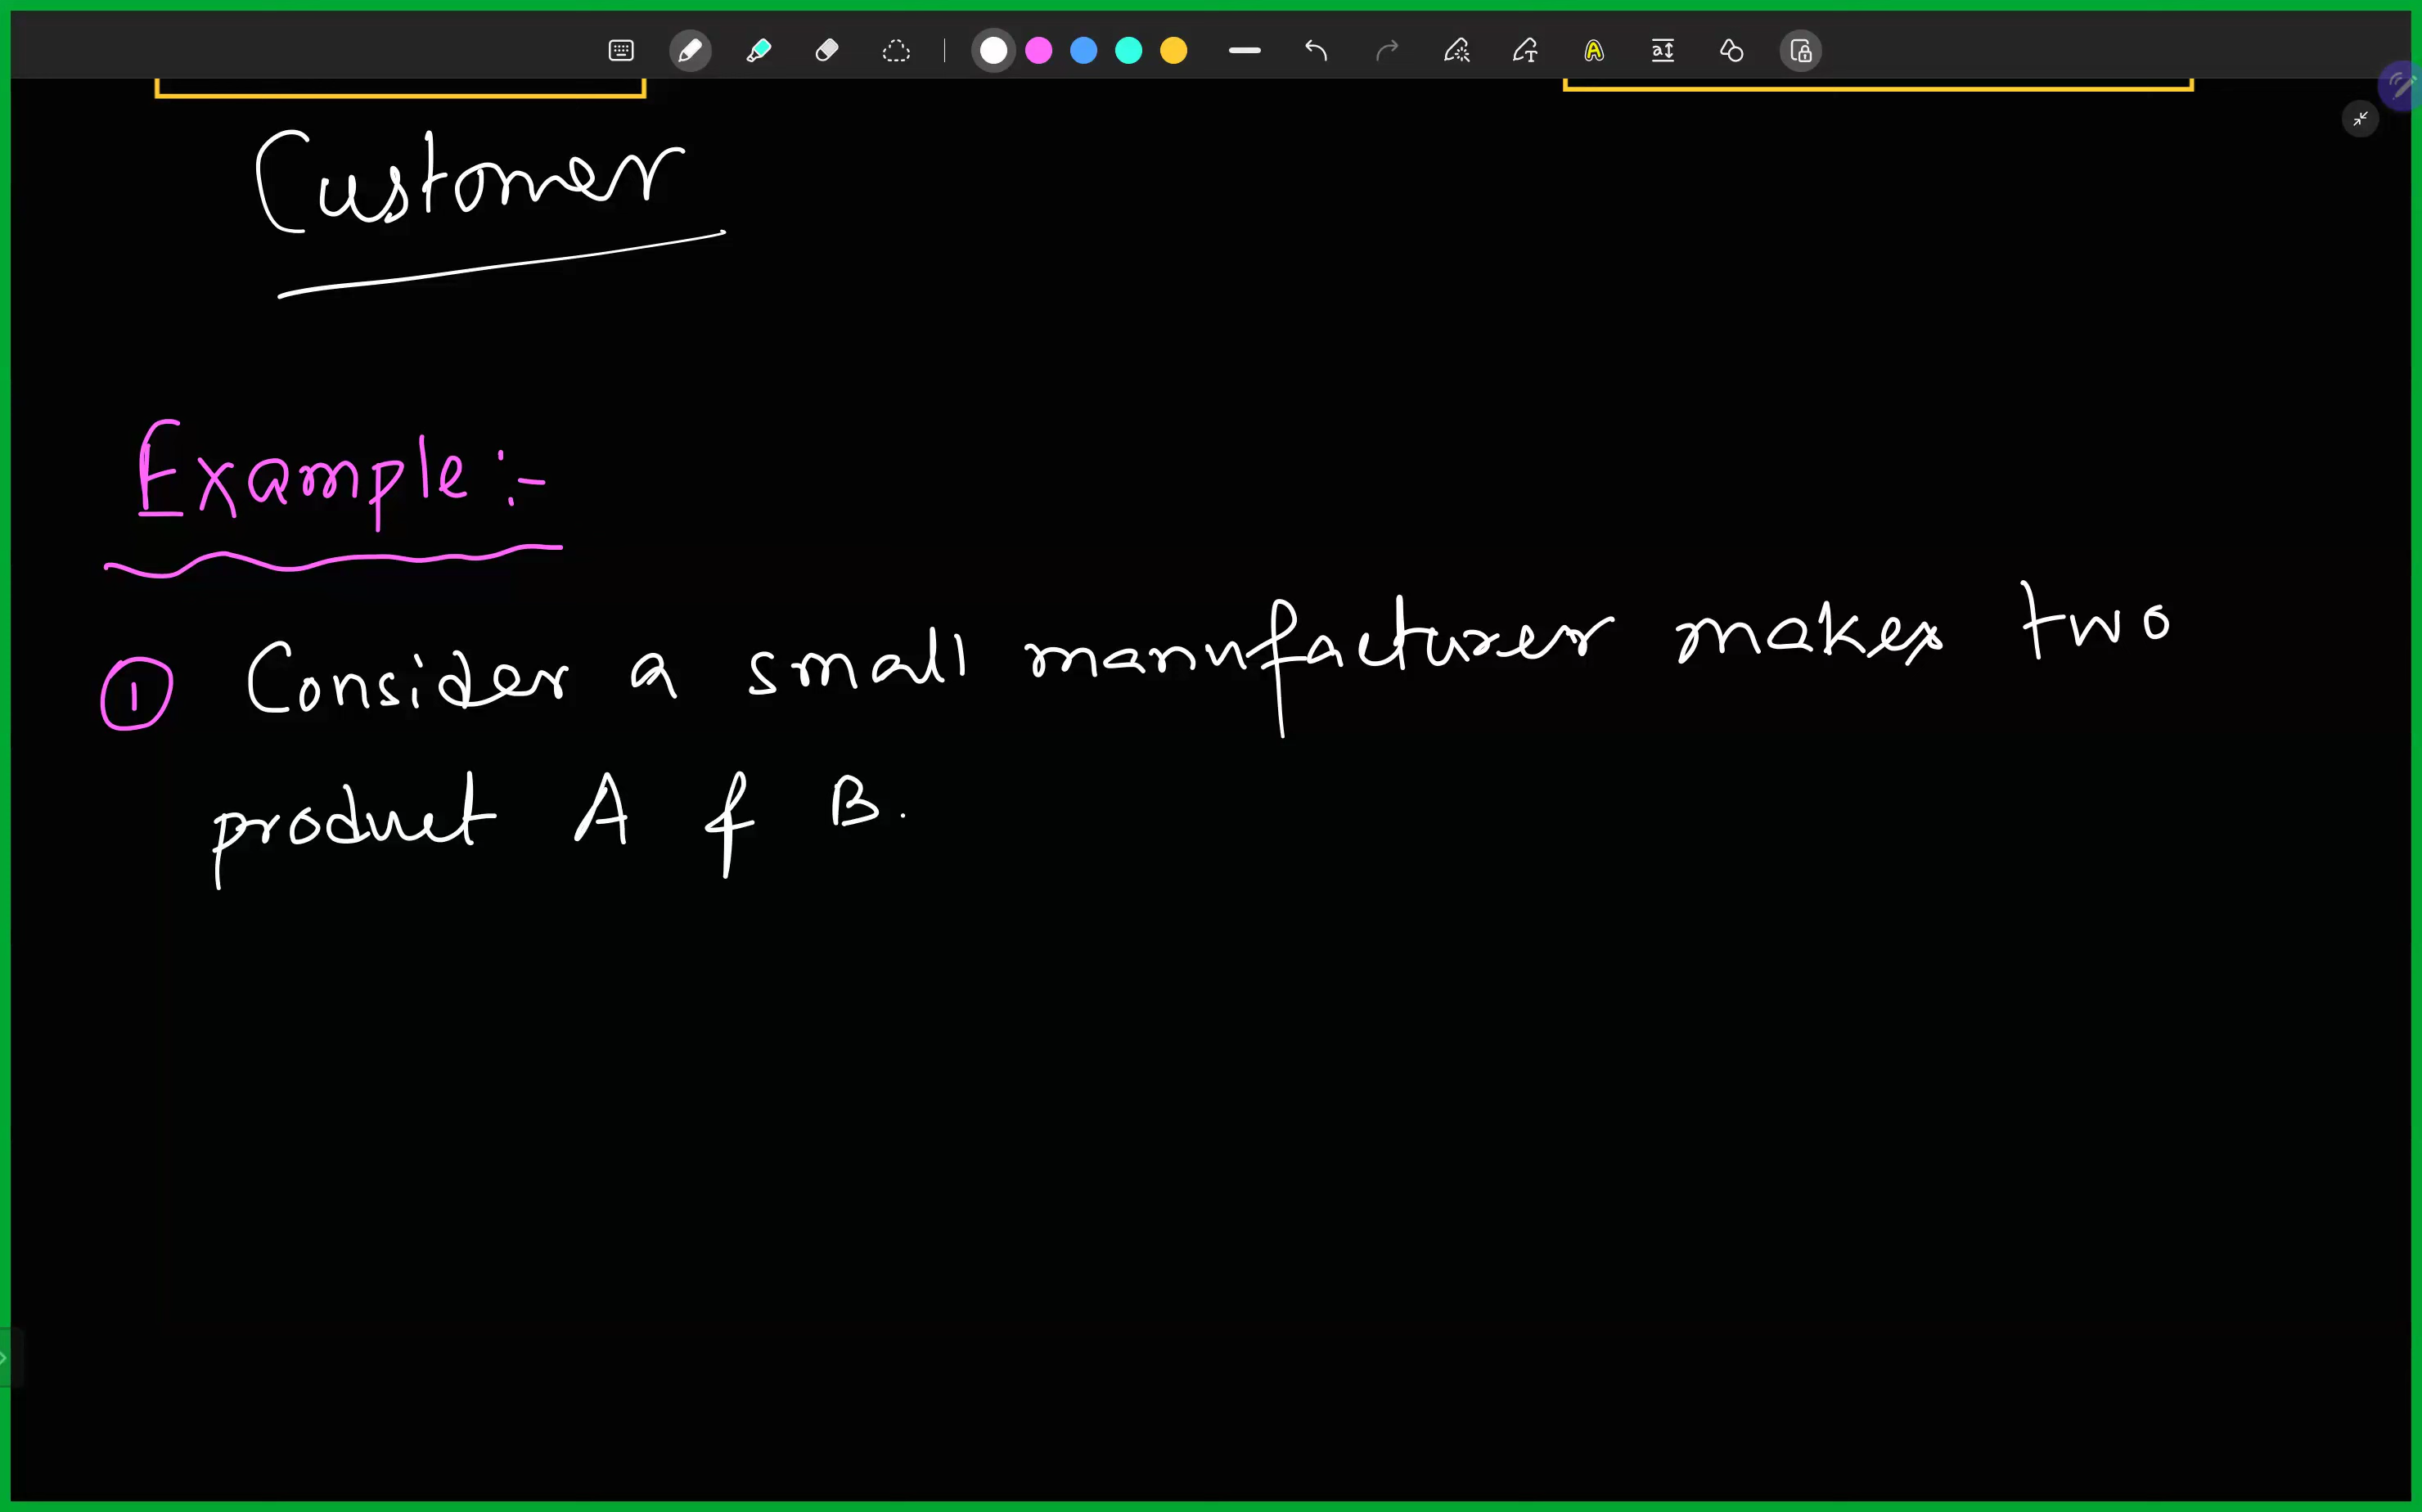 Customer
Example:-
① Consider a small manufacturer makes two
product A & B.